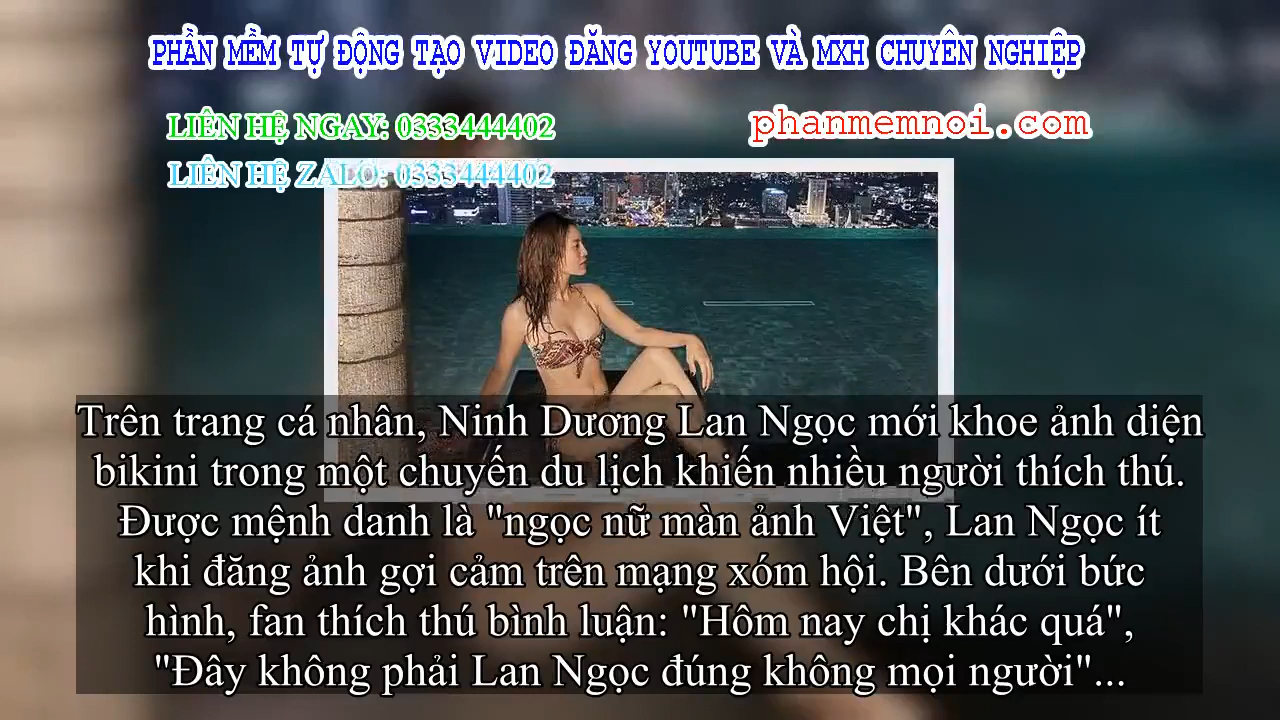 PHẦN MỀM TỰ ĐỘNG TẠO VIDEO ĐĂNG YOUTUBE VÀ MXH CHUYÊN NGHIỆP
LIÊN HỆ NGAY: 0333444402
phanmemnoi.com
LIÊN HỆ ZALO: 0333444402
Trên trang cá nhân, Ninh Dương Lan Ngọc mới khoe ảnh diện
bikini trong một chuyến du lịch khiến nhiều người thích thú.
Được mệnh danh là "ngọc nữ màn ảnh Việt", Lan Ngọc ít
khi đăng ảnh gợi cảm trên mạng xóm hội. Bên dưới bức
hình, fan thích thú bình luận: "Hôm nay chị khác quá",
"Đây không phải Lan Ngọc đúng không mọi người"...